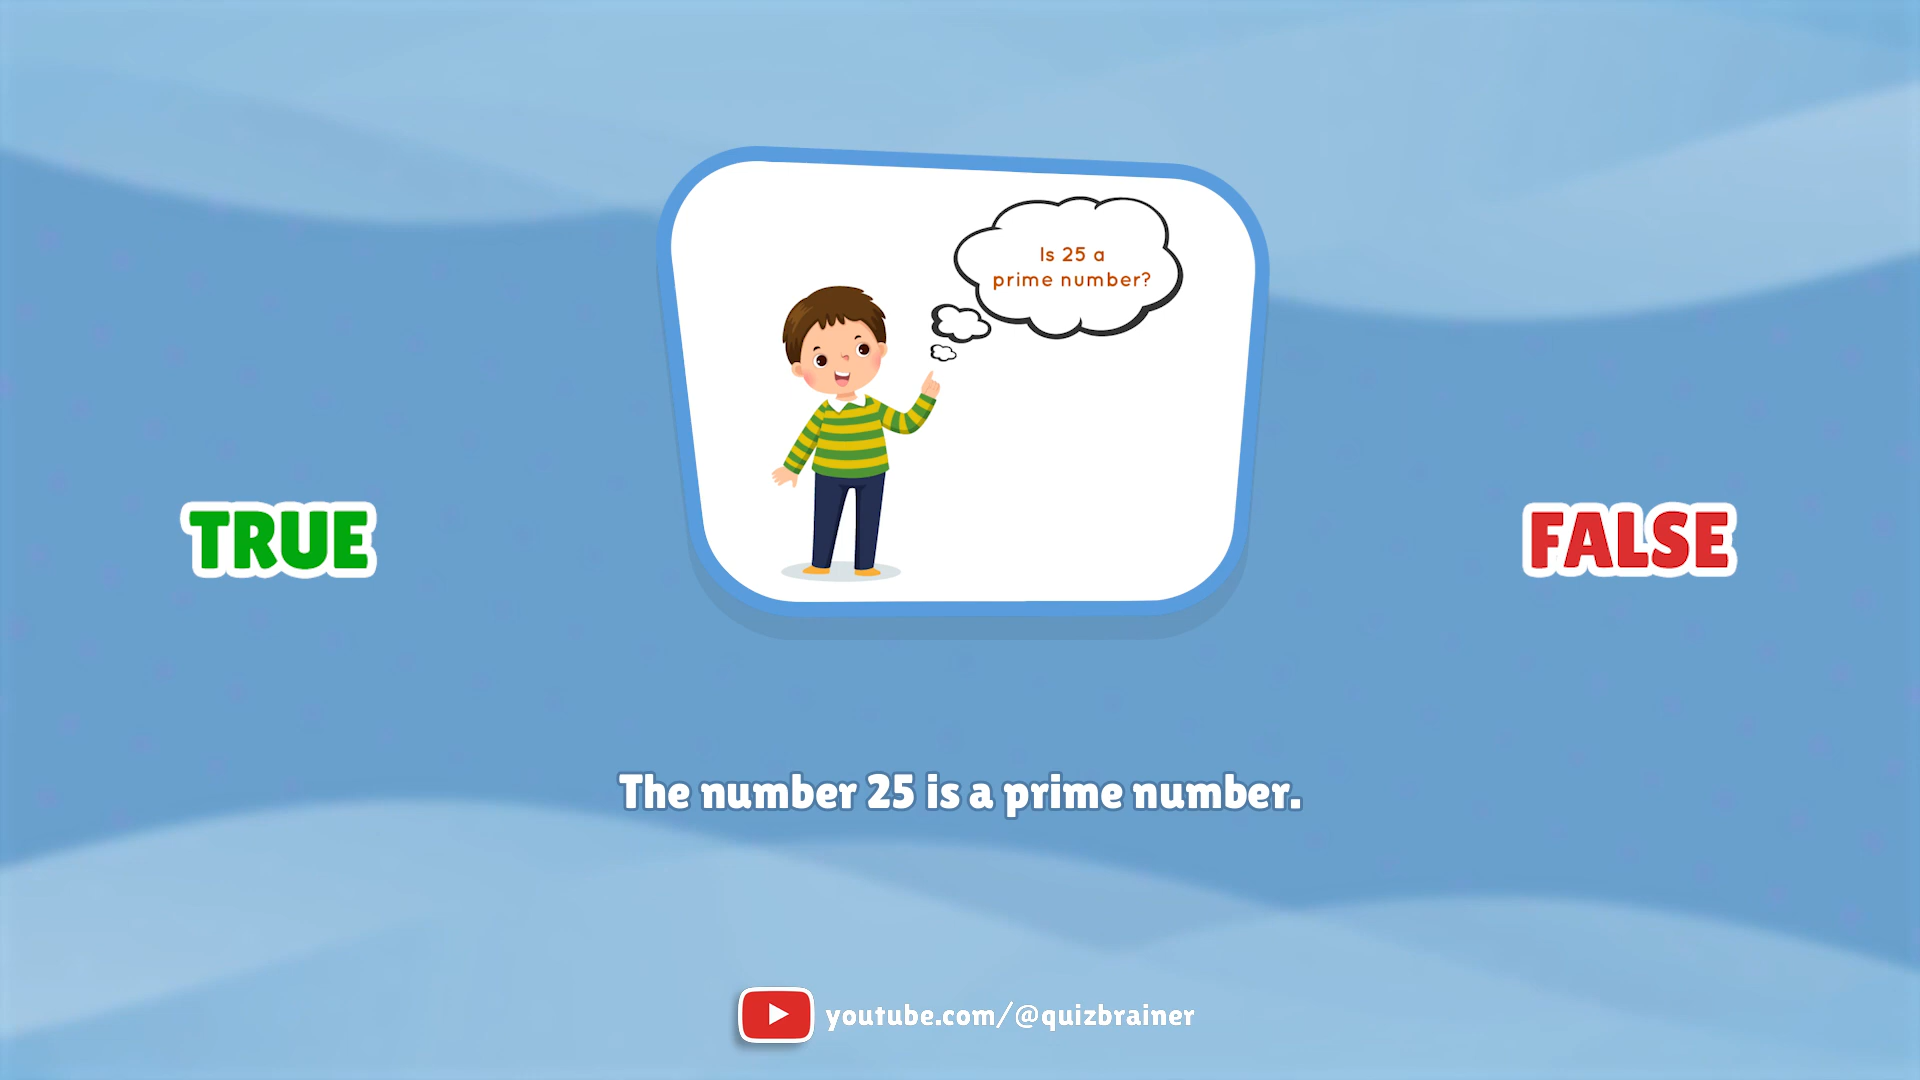 Is 25 a
prime number?
TRUE
FALSE
The number 25 is a prime number.
youtube.com/@quizbrainer